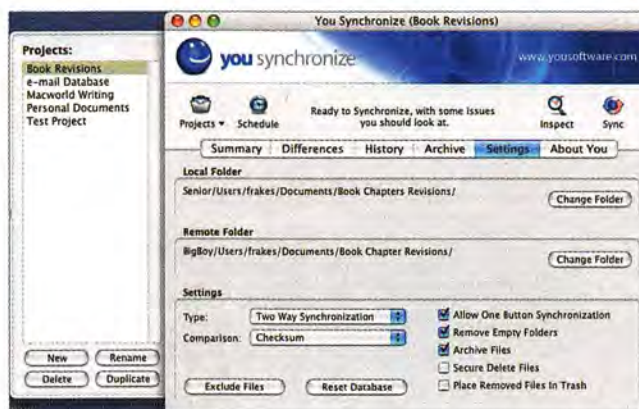 You Synchronize (Book Revisions)
Projects:
Book Revisions
e-mail Database
Macworld Writing
Personal Documents
Test Project
New
Rename
Delete
Duplicate
you synchronize
www.yousoftware.com
Projects
Schedule
Ready to Synchronize, with some issues
you should look at.
Inspect
Sync
Summary
Differences
History
Archive
Settings
About You
Local Folder
Senior/Users/frakes/Documents/Book Chapters Revisions/
Change Folder
Remote Folder
BigBoy/Users/frakes/Documents/Book Chapter Revisions/
Change Folder
Settings
Type: Two Way Synchronization
Comparison: Checksum
Allow One Button Synchronization
Remove Empty Folders
Archive Files
Secure Delete Files
Place Removed Files In Trash
Exclude Files
Reset Database